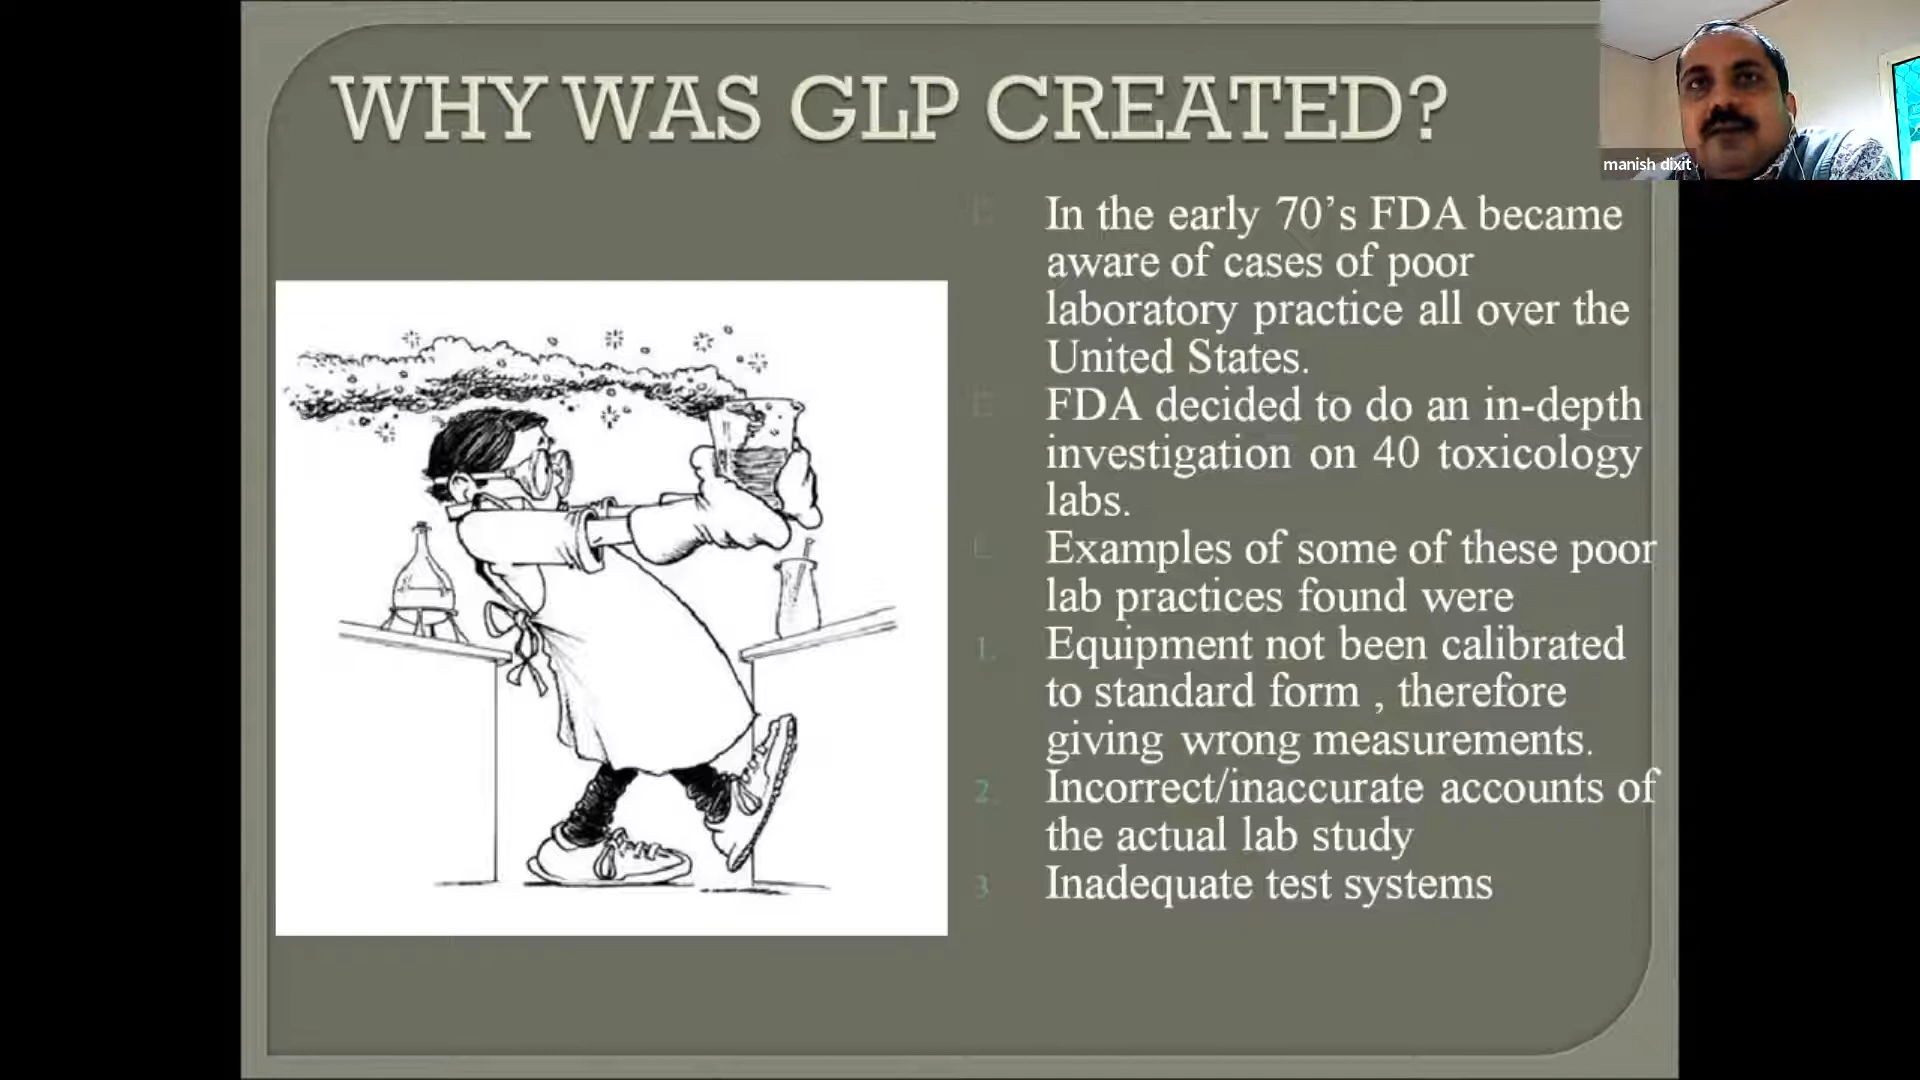 WHY WAS GLP CREATED?
manish dixit
In the early 70's FDA became
aware of cases of poor
laboratory practice all over the
United States.
FDA decided to do an in-depth
investigation on 40 toxicology
labs.
Examples of some of these poor
lab practices found were
1. Equipment not been calibrated
to standard form , therefore
giving wrong measurements.
2. Incorrect/inaccurate accounts of
the actual lab study
3 Inadequate test systems